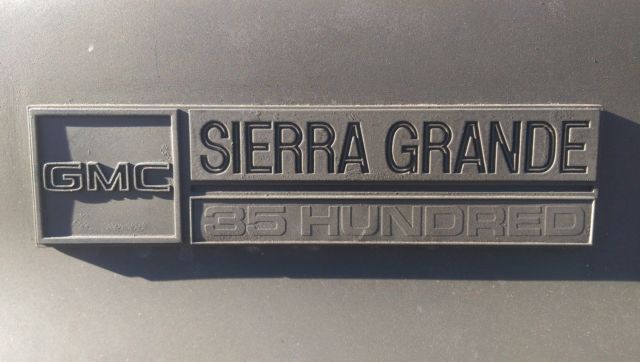 GMC
SIERRA GRANDE
35 HUNDRED